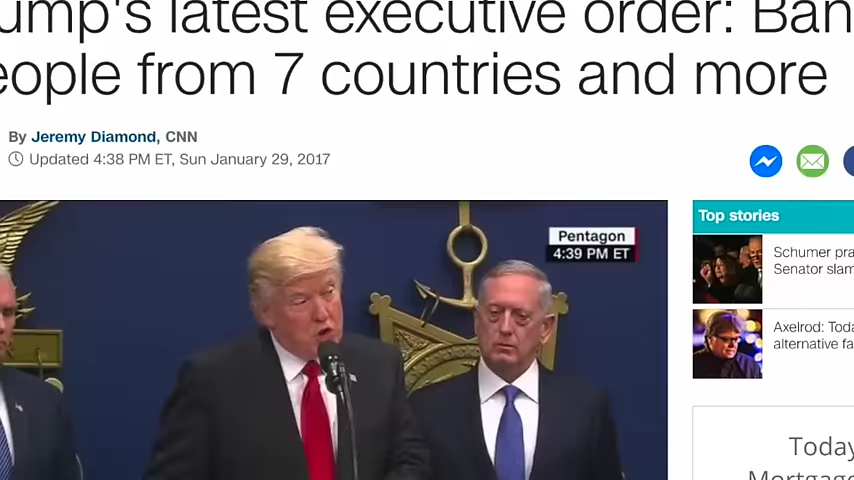 ump's latest executive order: Ban
eople from 7 countries and more
By Jeremy Diamond, CNN
Updated 4:38 PM ET, Sun January 29, 2017
Top stories
Pentagon
4:39 PM ET
Schumer pra
Senator slam
Axelrod: Toda
alternative fa
Today
Mortgage